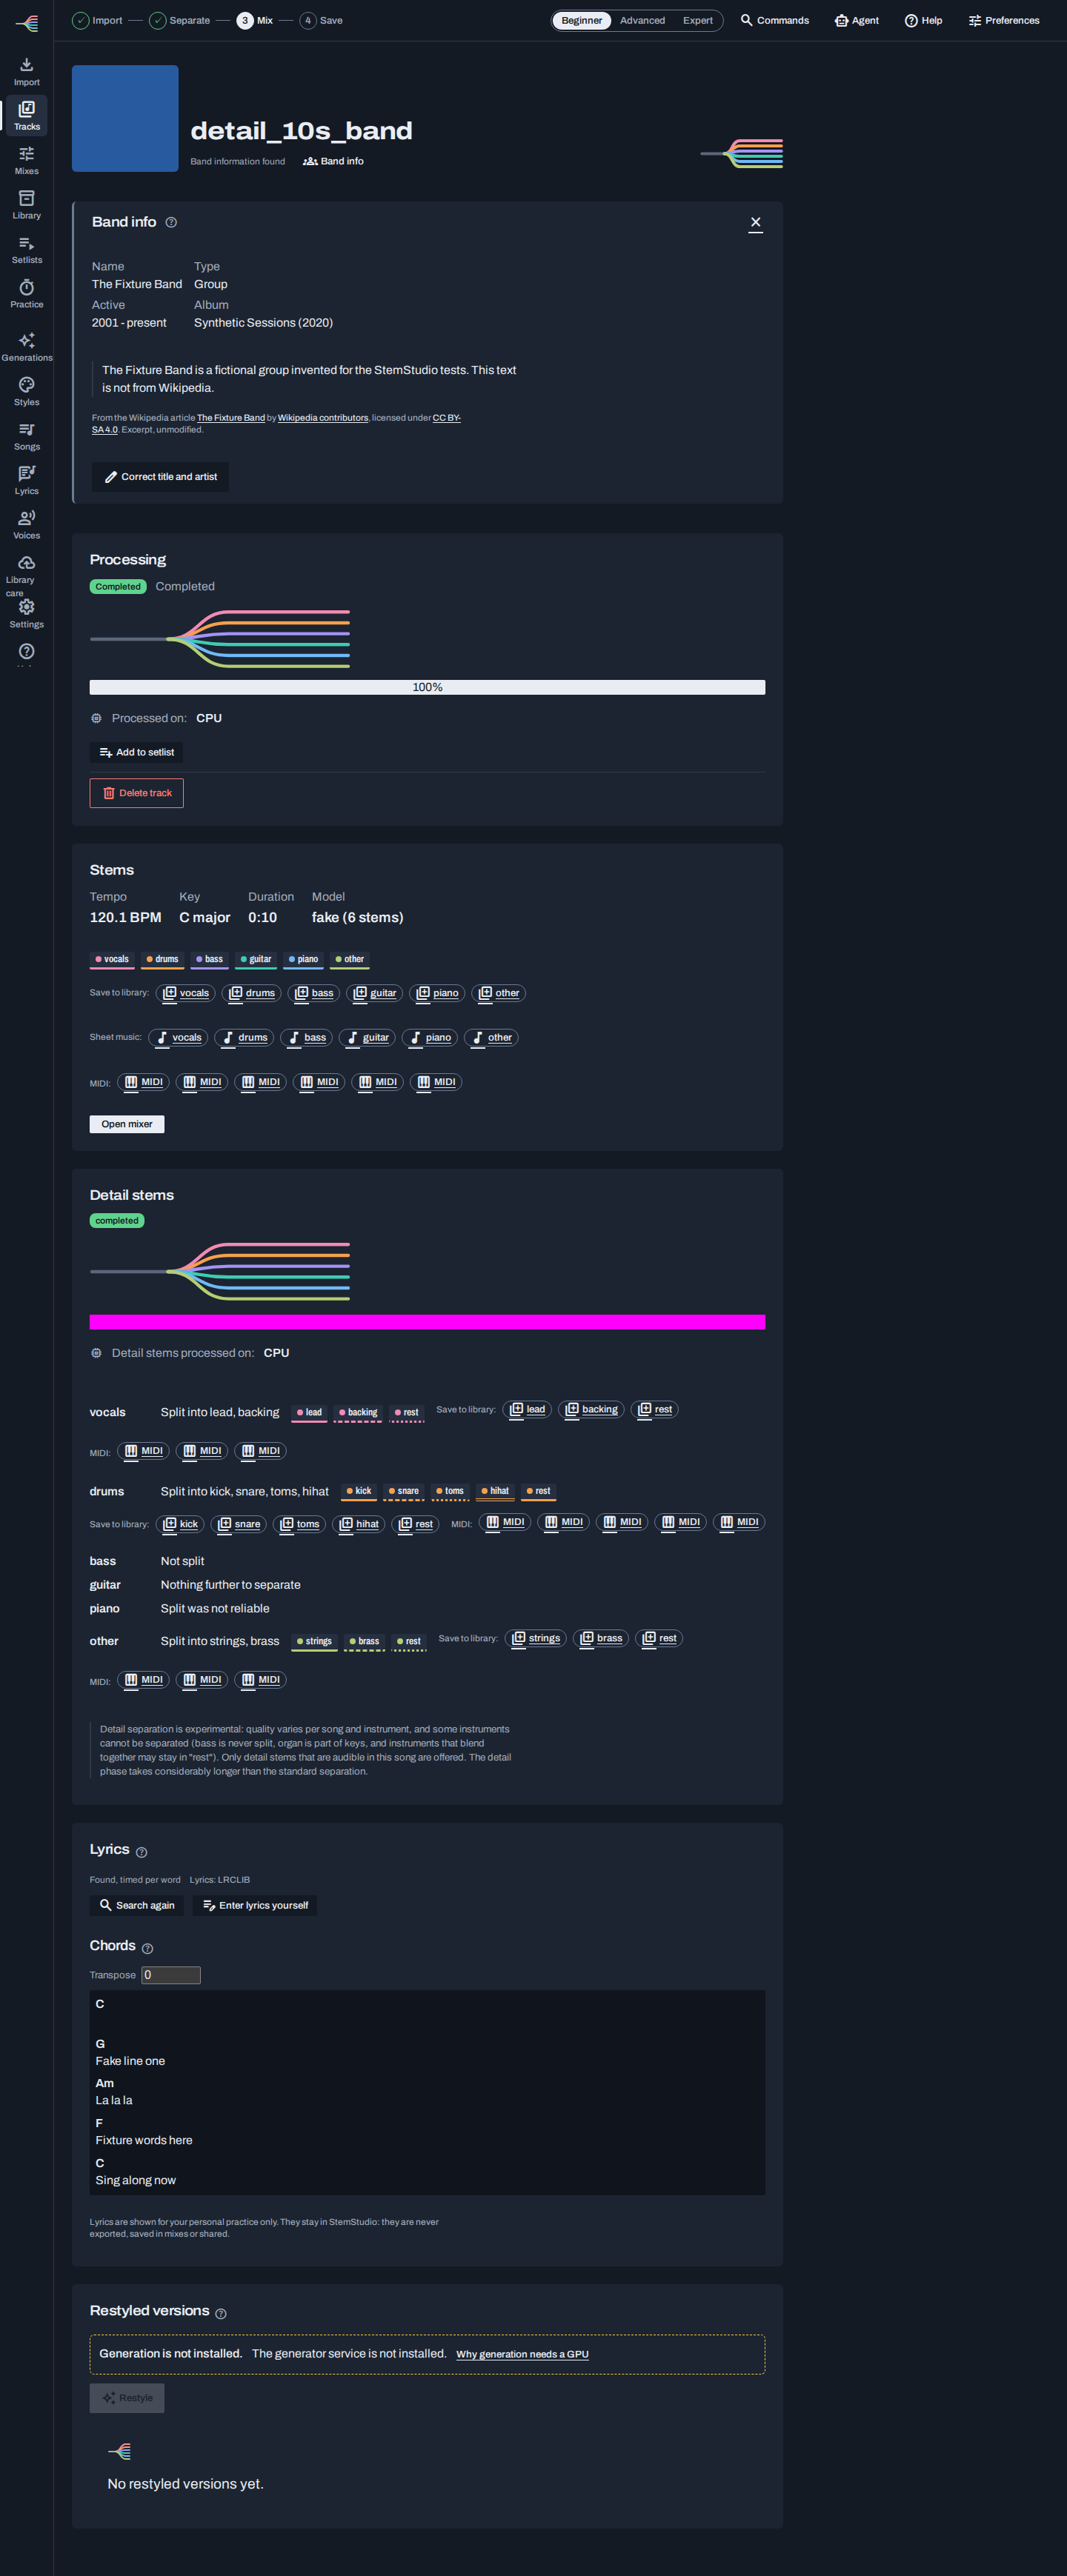 Import
Separate
3 Mix
4 Save
Beginner
Advanced
Expert
Commands
Agent
Help
Preferences
Import
Tracks
Mixes
Library
Setlists
Practice
Generations
Styles
Songs
Lyrics
Voices
Library care
Settings
detail_10s_band
Band information found
Band info
Band info
Name
Type
The Fixture Band
Group
Active
Album
2001 - present
Synthetic Sessions (2020)
The Fixture Band is a fictional group invented for the StemStudio tests. This text
is not from Wikipedia.
From the Wikipedia article The Fixture Band by Wikipedia contributors, licensed under CC BY-
SA 4.0. Excerpt, unmodified.
Correct title and artist
Processing
Completed Completed
100%
Processed on: CPU
Add to setlist
Delete track
Stems
Tempo Key Duration Model
120.1 BPM C major 0:10 fake (6 stems)
vocals drums bass guitar piano other
Save to library: vocals drums bass guitar piano other
Sheet music: vocals drums bass guitar piano other
MIDI: MIDI MIDI MIDI MIDI MIDI MIDI
Open mixer
Detail stems
completed
Detail stems processed on: CPU
vocals Split into lead, backing lead backing rest Save to library: lead backing rest
MIDI: MIDI MIDI MIDI
drums Split into kick, snare, toms, hihat kick snare toms hihat rest
Save to library: kick snare toms hihat rest MIDI: MIDI MIDI MIDI MIDI MIDI
bass Not split
guitar Nothing further to separate
piano Split was not reliable
other Split into strings, brass strings brass rest Save to library: strings brass rest
MIDI: MIDI MIDI MIDI
Detail separation is experimental: quality varies per song and instrument, and some instruments
cannot be separated (bass is never split, organ is part of keys, and instruments that blend
together may stay in "rest"). Only detail stems that are audible in this song are offered. The detail
phase takes considerably longer than the standard separation.
Lyrics
Found, timed per word Lyrics: LRCLIB
Search again Enter lyrics yourself
Chords
Transpose 0
C
G
Fake line one
Am
La la la
F
Fixture words here
C
Sing along now
Lyrics are shown for your personal practice only. They stay in StemStudio: they are never
exported, saved in mixes or shared.
Restyled versions
Generation is not installed. The generator service is not installed. Why generation needs a GPU
Restyle
No restyled versions yet.